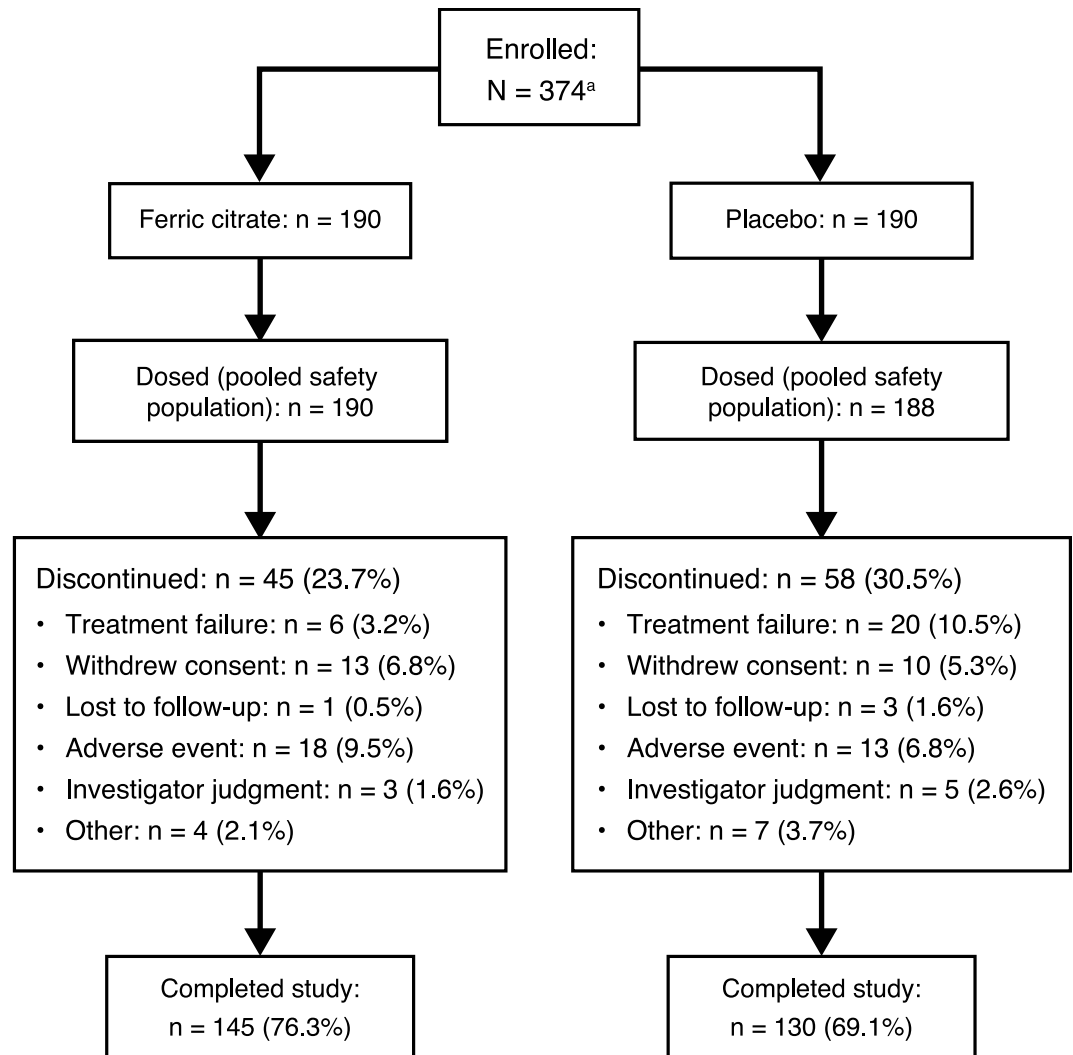 Enrolled:
N = 374ᵃ
Ferric citrate: n = 190
Placebo: n = 190
Dosed (pooled safety
population): n = 190
Dosed (pooled safety
population): n = 188
Discontinued: n = 45 (23.7%)
• Treatment failure: n = 6 (3.2%)
• Withdrew consent: n = 13 (6.8%)
• Lost to follow-up: n = 1 (0.5%)
• Adverse event: n = 18 (9.5%)
• Investigator judgment: n = 3 (1.6%)
• Other: n = 4 (2.1%)
Discontinued: n = 58 (30.5%)
• Treatment failure: n = 20 (10.5%)
• Withdrew consent: n = 10 (5.3%)
• Lost to follow-up: n = 3 (1.6%)
• Adverse event: n = 13 (6.8%)
• Investigator judgment: n = 5 (2.6%)
• Other: n = 7 (3.7%)
Completed study:
n = 145 (76.3%)
Completed study:
n = 130 (69.1%)